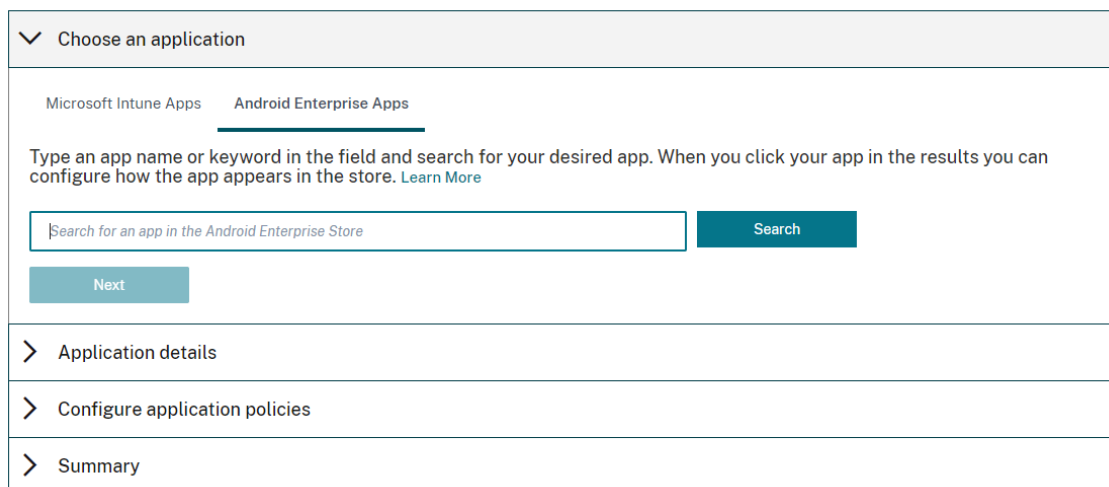 Choose an application
Microsoft Intune Apps Android Enterprise Apps
Type an app name or keyword in the field and search for your desired app. When you click your app in the results you can
configure how the app appears in the store. Learn More
Search for an app in the Android Enterprise Store Search
Next
Application details
Configure application policies
Summary